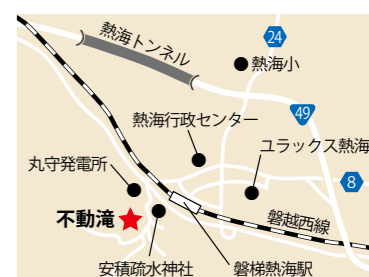 24
熱海トンネル
熱海小
49
熱海行政センター
ユラックス熱海
丸守発電所
8
不動滝
磐越西線
安積疏水神社
磐梯熱海駅